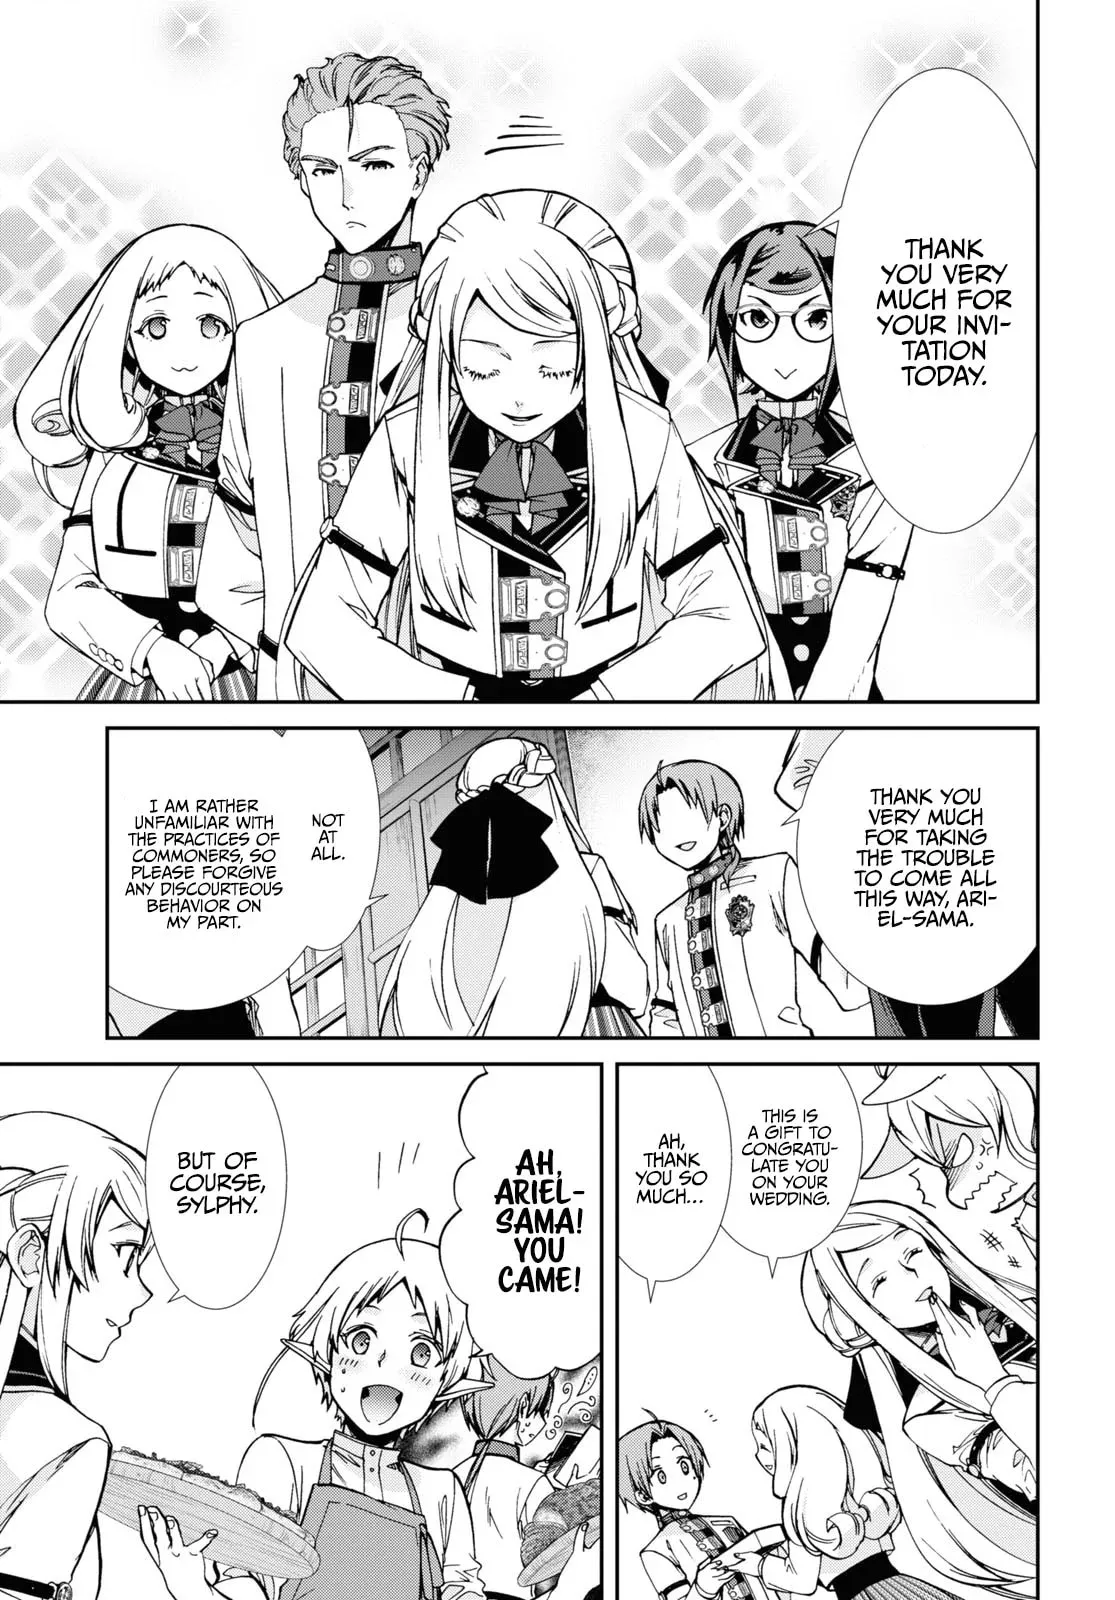 THANK
YOU VERY
MUCH FOR
YOUR INVI-
TATION
TODAY.
THANK YOU
VERY MUCH
FOR TAKING
THE TROUBLE
TO COME ALL
THIS WAY, ARI-
EL-SAMA.
NOT
AT
ALL.
I AM RATHER
UNFAMILIAR WITH
THE PRACTICES OF
COMMONERS, SO
PLEASE FORGIVE
ANY DISCOURTEOUS
BEHAVIOR ON
MY PART.
THIS IS
A GIFT TO
CONGRATU-
LATE YOU
ON YOUR
WEDDING.
AH,
THANK
YOU SO
MUCH...
AH,
ARIEL-
SAMA!
YOU
CAME!
BUT OF
COURSE,
SYLPHY.